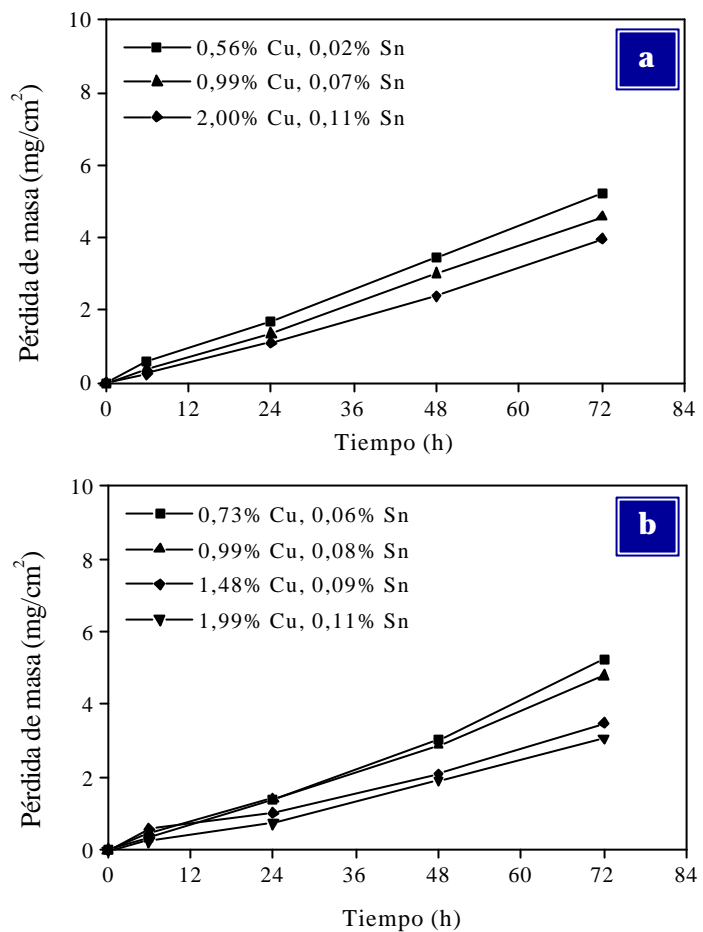 10
8
6
4
2
0
Pérdida de masa (mg/cm²)
0,56% Cu, 0,02% Sn
0,99% Cu, 0,07% Sn
2,00% Cu, 0,11% Sn
a
0 12 24 36 48 60 72 84
Tiempo (h)
10
8
6
4
2
0
Pérdida de masa (mg/cm²)
0,73% Cu, 0,06% Sn
0,99% Cu, 0,08% Sn
1,48% Cu, 0,09% Sn
1,99% Cu, 0,11% Sn
b
0 12 24 36 48 60 72 84
Tiempo (h)